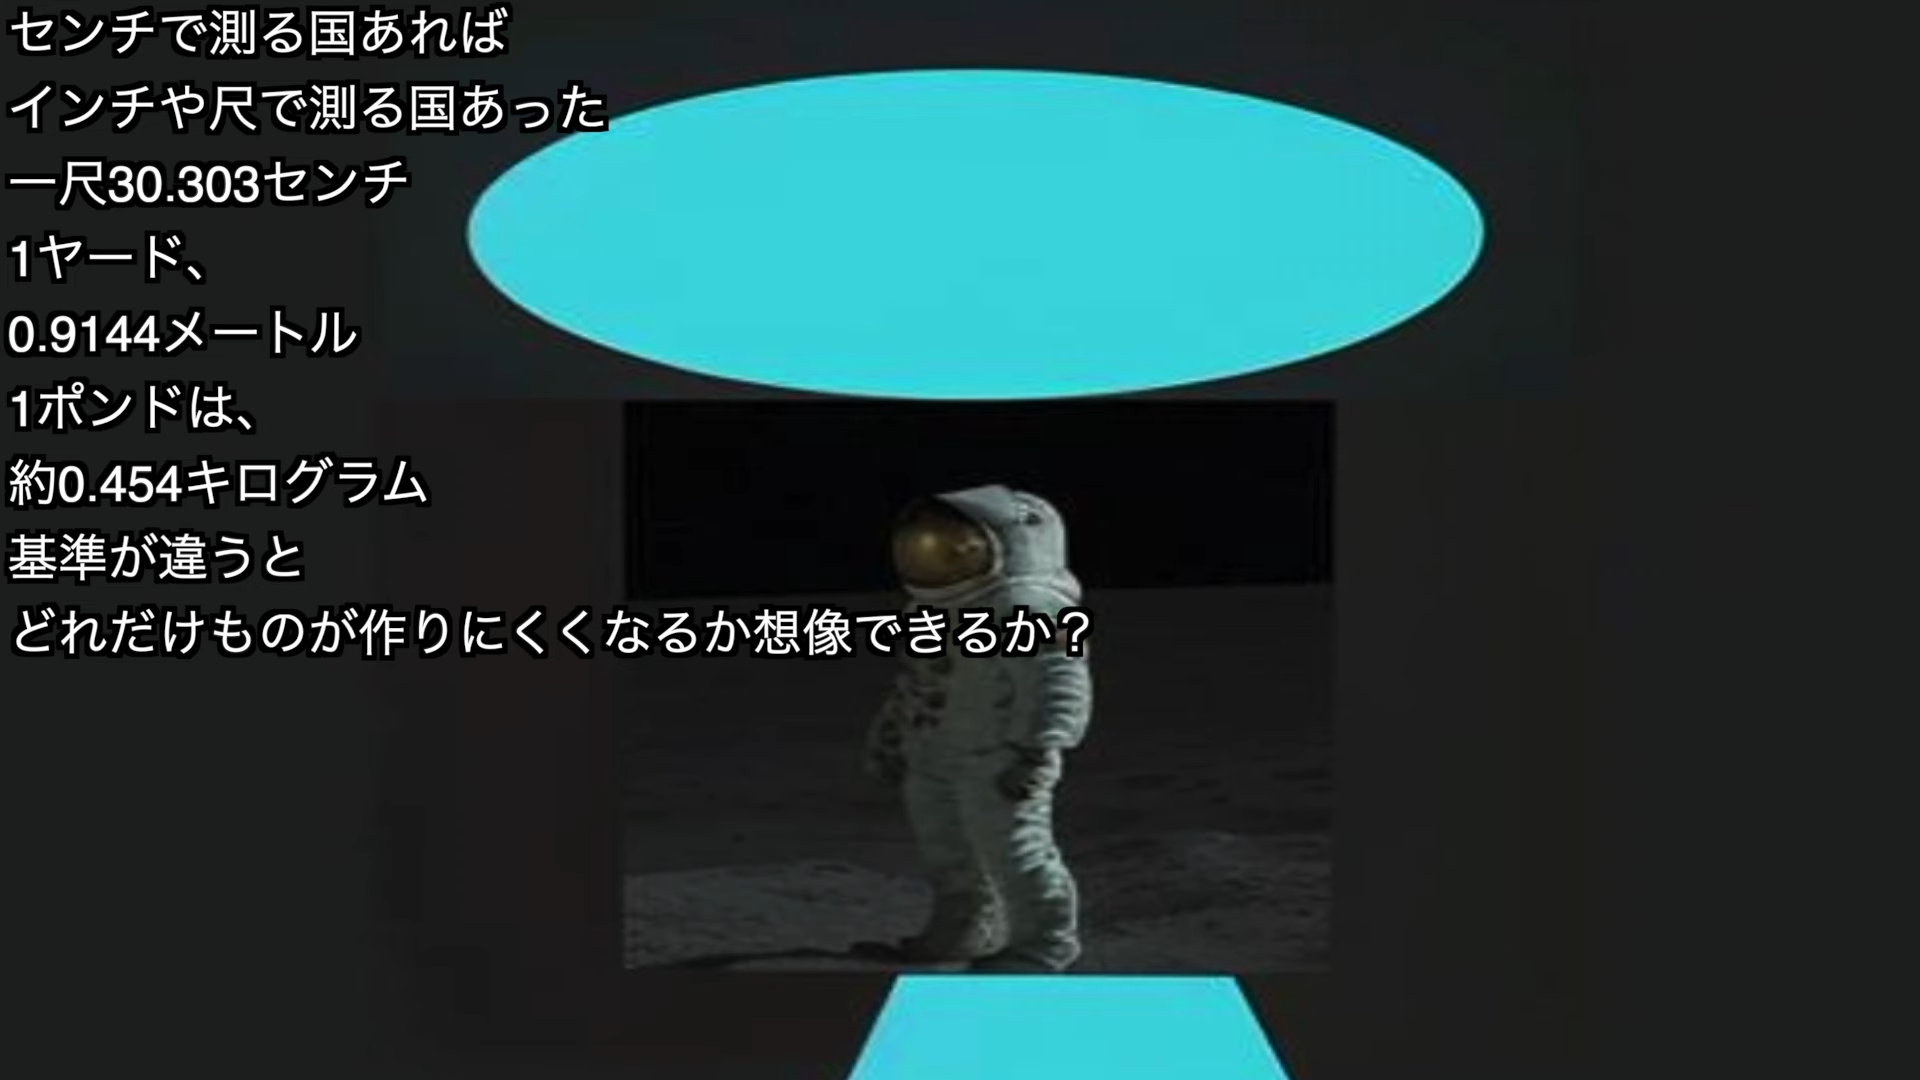 センチで測る国あれば
インチや尺で測る国あった
一尺30.303センチ
1ヤード、
0.9144メートル
1ポンドは、
約0.454キログラム
基準が違うと
どれだけものが作りにくくなるか想像できるか?